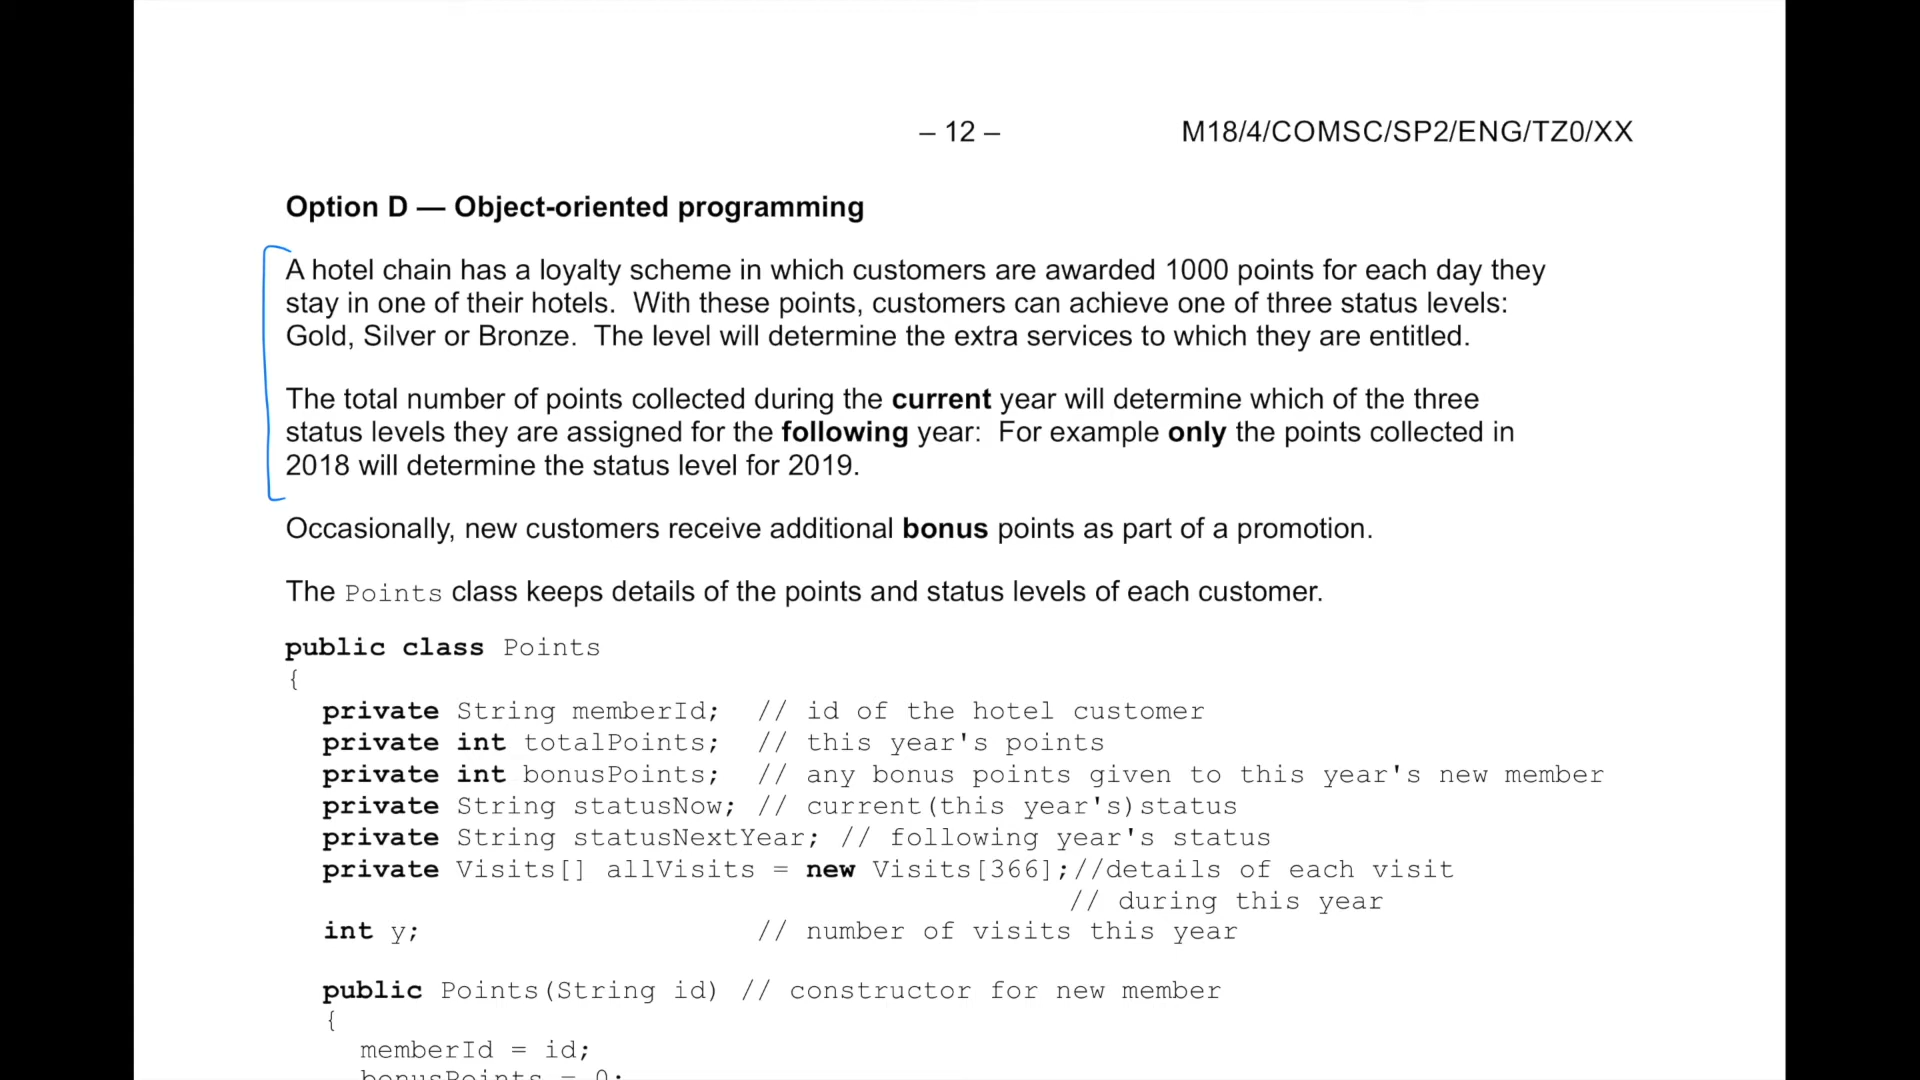 – 12 – M18/4/COMSC/SP2/ENG/TZ0/XX
Option D — Object-oriented programming
A hotel chain has a loyalty scheme in which customers are awarded 1000 points for each day they
stay in one of their hotels.  With these points, customers can achieve one of three status levels:
Gold, Silver or Bronze.  The level will determine the extra services to which they are entitled.
The total number of points collected during the current year will determine which of the three
status levels they are assigned for the following year:  For example only the points collected in
2018 will determine the status level for 2019.
Occasionally, new customers receive additional bonus points as part of a promotion.
The Points class keeps details of the points and status levels of each customer.
public class Points
{
private String memberId;  // id of the hotel customer
private int totalPoints;  // this year's points
private int bonusPoints;  // any bonus points given to this year's new member
private String statusNow; // current(this year's)status
private String statusNextYear; // following year's status
private Visits[] allVisits = new Visits[366];//details of each visit
// during this year
int y;                    // number of visits this year
public Points(String id) // constructor for new member
{
memberId = id;
bonusPoints = 0;